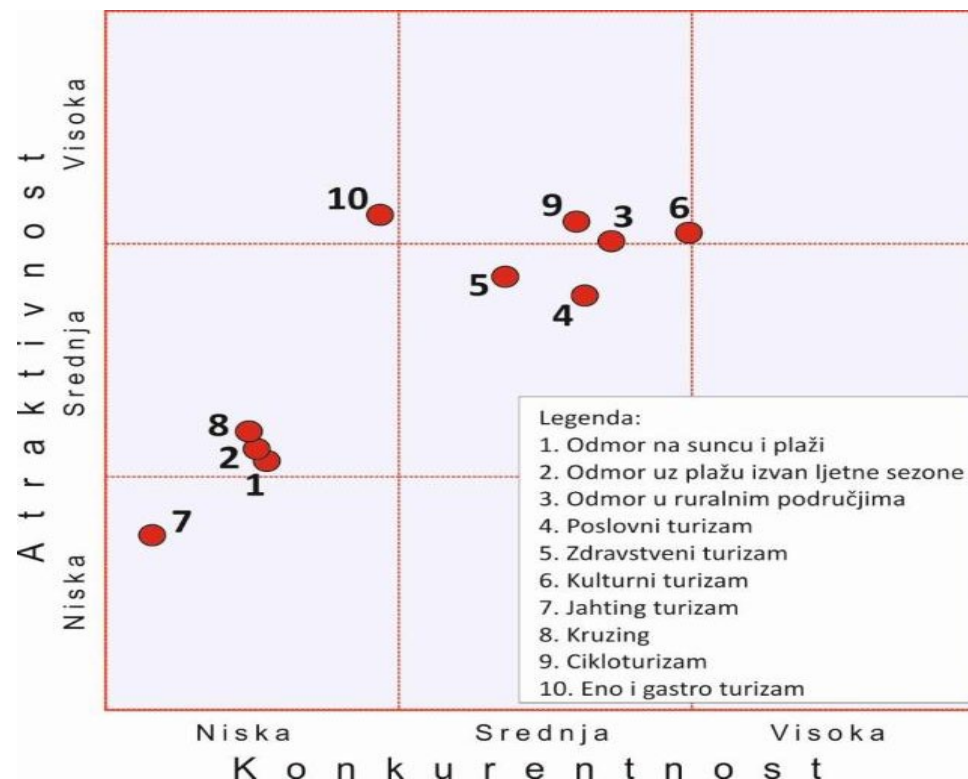 Atraktivnost
Visoka
Srednja
Niska
10
9
3
6
5
4
8
2
1
7
Legenda:
1. Odmor na suncu i plaži
2. Odmor uz plažu izvan ljetne sezone
3. Odmor u ruralnim područjima
4. Poslovni turizam
5. Zdravstveni turizam
6. Kulturni turizam
7. Jahting turizam
8. Kruzing
9. Cikloturizam
10. Eno i gastro turizam
Niska Srednja Visoka
Konkurentnost